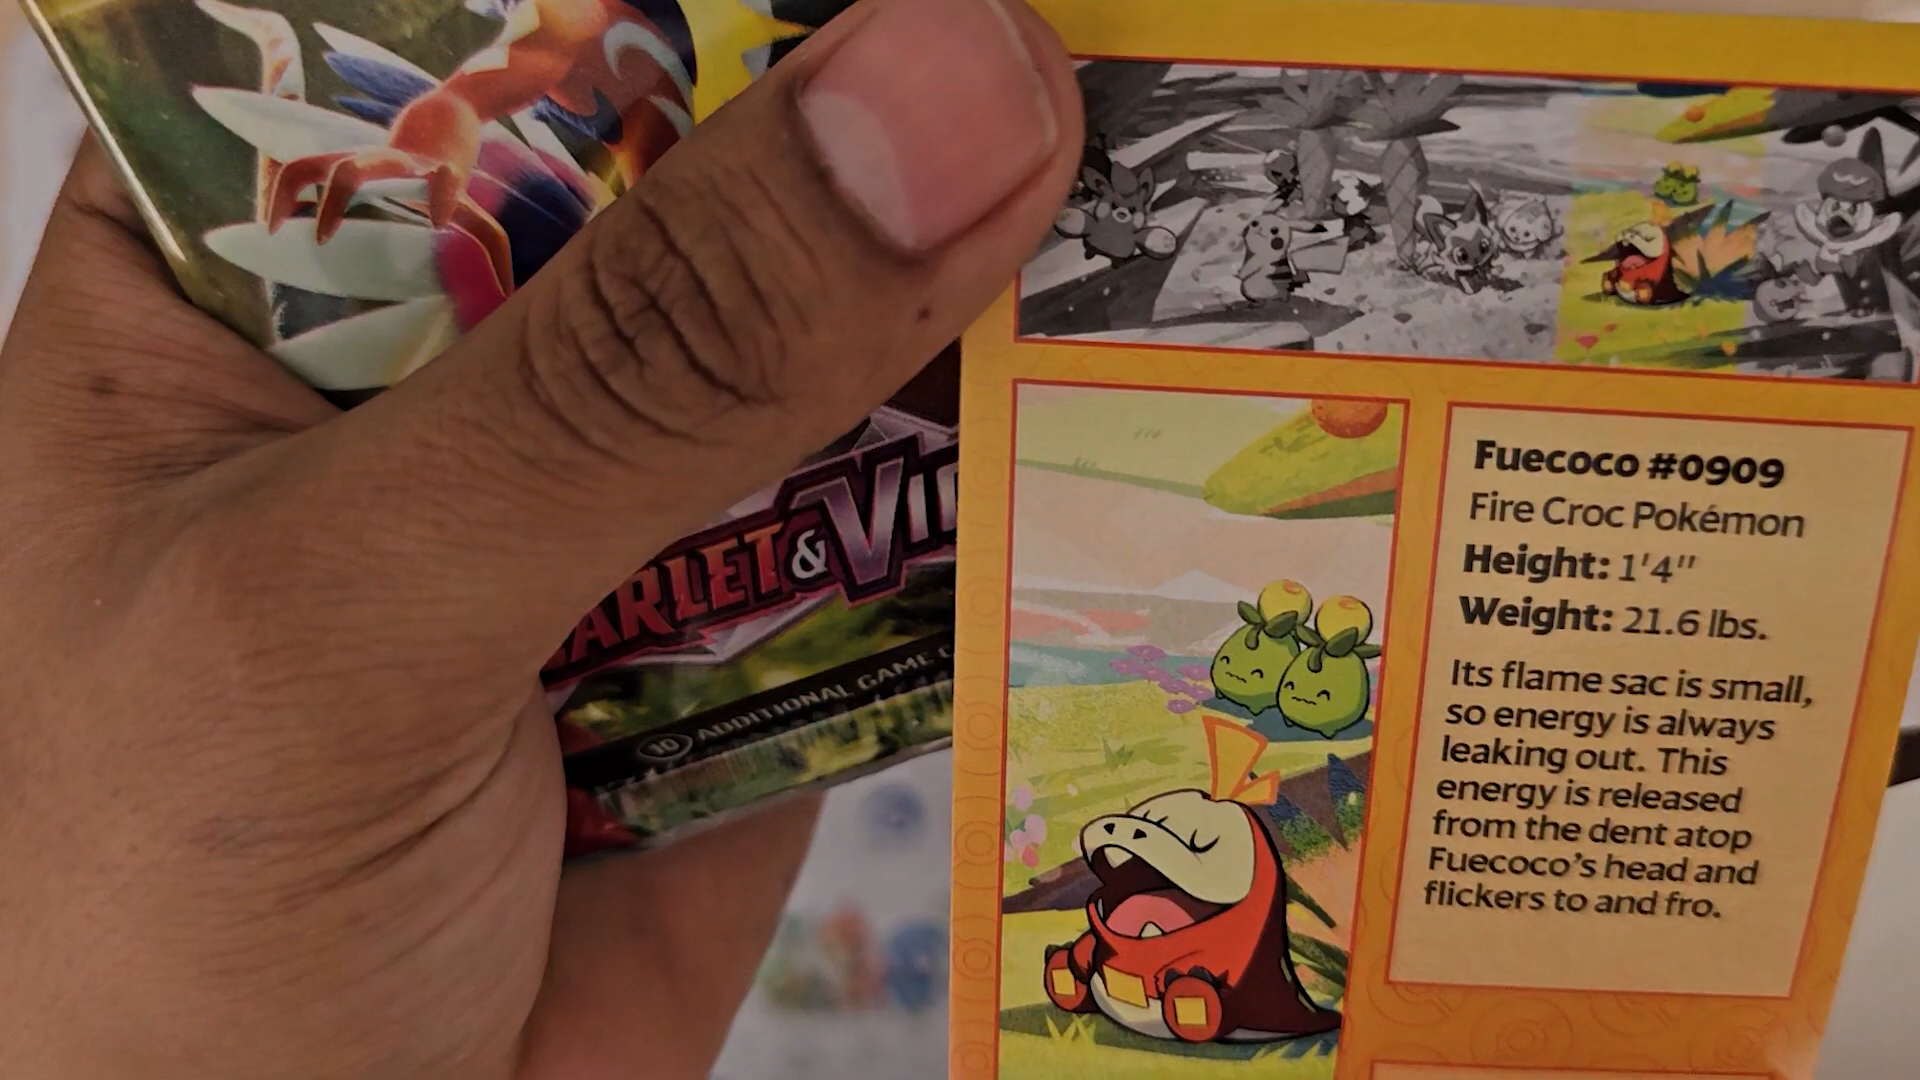 & 
10 ADDITIONAL GAME
Fuecoco #0909
Fire Croc Pokémon
Height: 1'4"
Weight: 21.6 lbs.
Its flame sac is small,
so energy is always
leaking out. This
energy is released
from the dent atop
Fuecoco's head and
flickers to and fro.